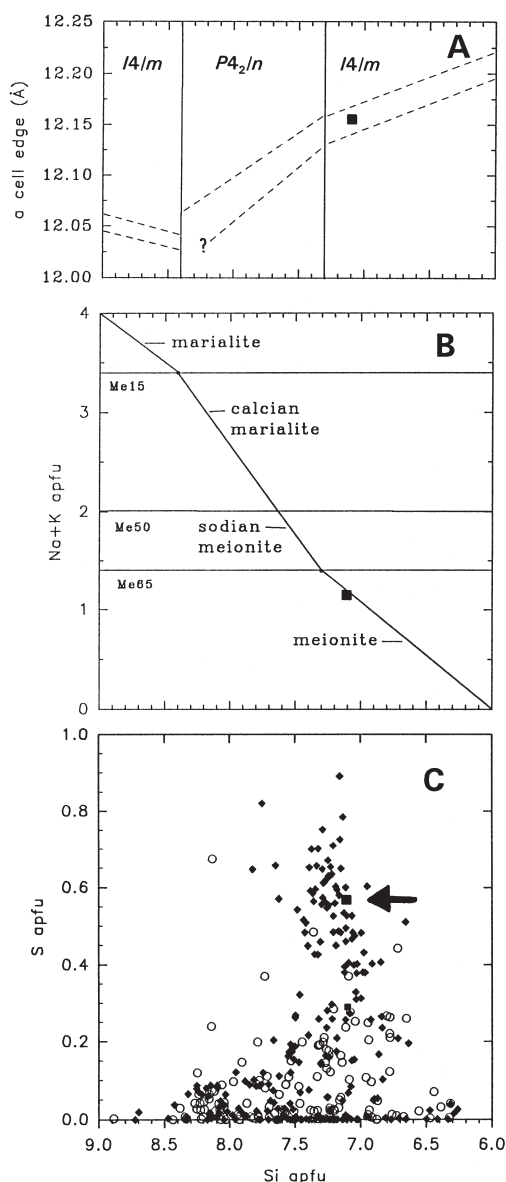 12.25
A
I4/m P4₂/n I4/m
12.20
12.15
12.10
12.05
?
12.00
a cell edge (Å)
4
marialite
B
Me15
3
calcian
marialite
2
Me50
sodian
meionite
Me65
1
meionite
0
Na+K apfu
1.0
C
0.8
0.6
0.4
0.2
0.0
S apfu
9.0 8.5 8.0 7.5 7.0 6.5 6.0
Si apfu